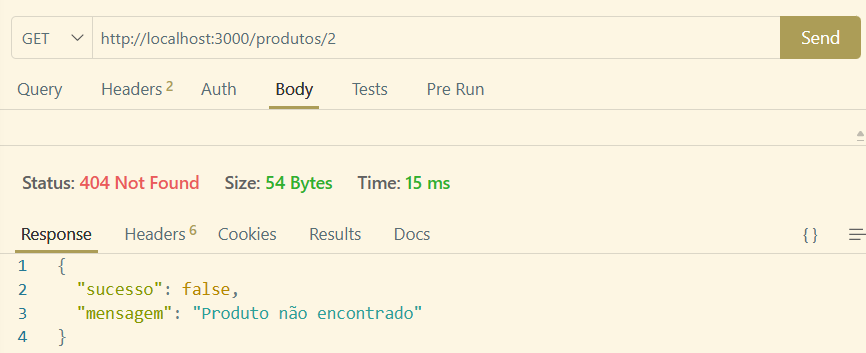 GET http://localhost:3000/produtos/2 Send
Query Headers 2 Auth Body Tests Pre Run
Status: 404 Not Found Size: 54 Bytes Time: 15 ms
Response Headers 6 Cookies Results Docs {}
1 {
2 "sucesso": false,
3 "mensagem": "Produto não encontrado"
4 }